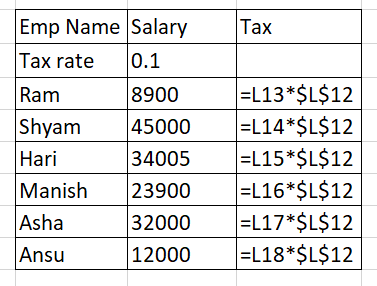 Emp Name Salary Tax
Tax rate 0.1
Ram 8900 =L13*$L$12
Shyam 45000 =L14*$L$12
Hari 34005 =L15*$L$12
Manish 23900 =L16*$L$12
Asha 32000 =L17*$L$12
Ansu 12000 =L18*$L$12